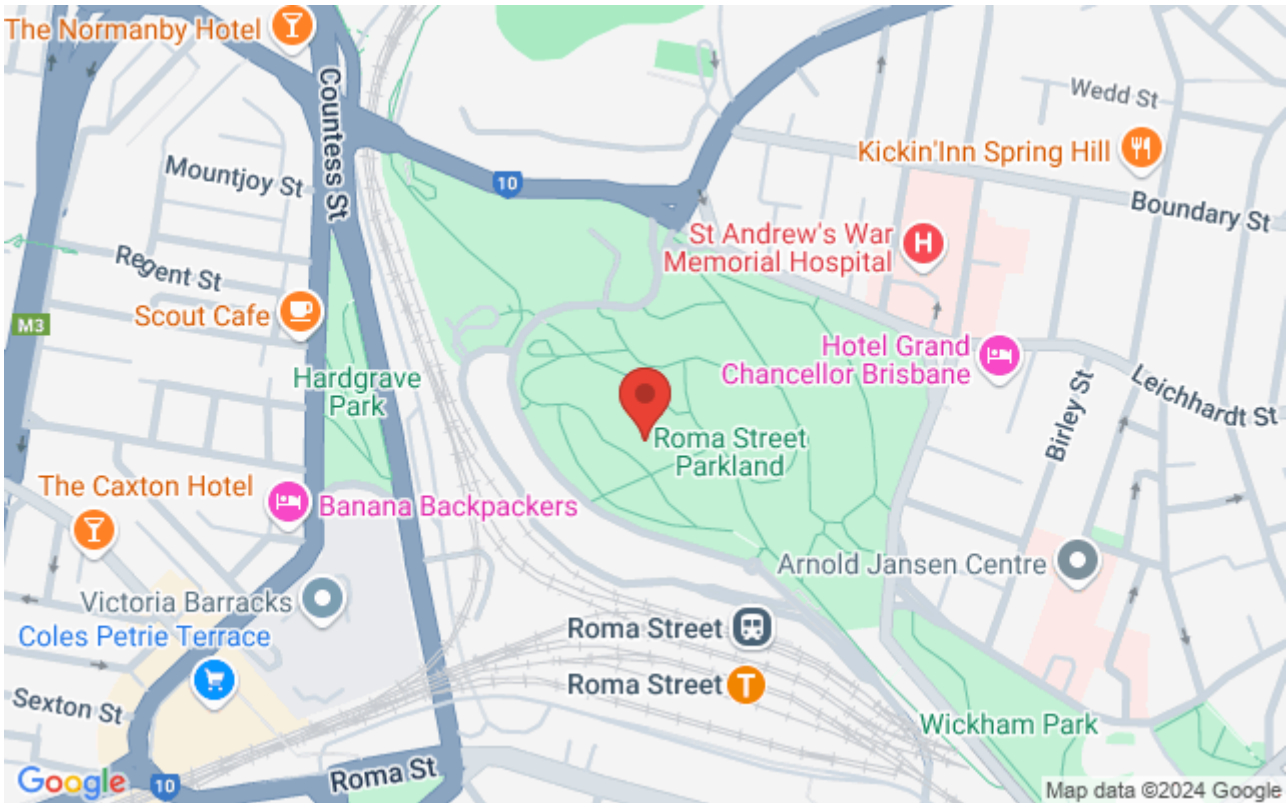 The Normanby Hotel
Countess St
Wedd St
Kickin'Inn Spring Hill
10
Mountjoy St
Boundary St
St Andrew's War
Memorial Hospital
H
Regent St
M3
Scout Cafe
Hardgrave
Park
Hotel Grand
Chancellor Brisbane
Leichhardt St
Birley St
Roma Street
Parkland
The Caxton Hotel
Banana Backpackers
Arnold Jansen Centre
Victoria Barracks
Roma Street
Coles Petrie Terrace
Roma Street
T
Sexton St
Wickham Park
Google
10
Roma St
Map data ©2024 Google